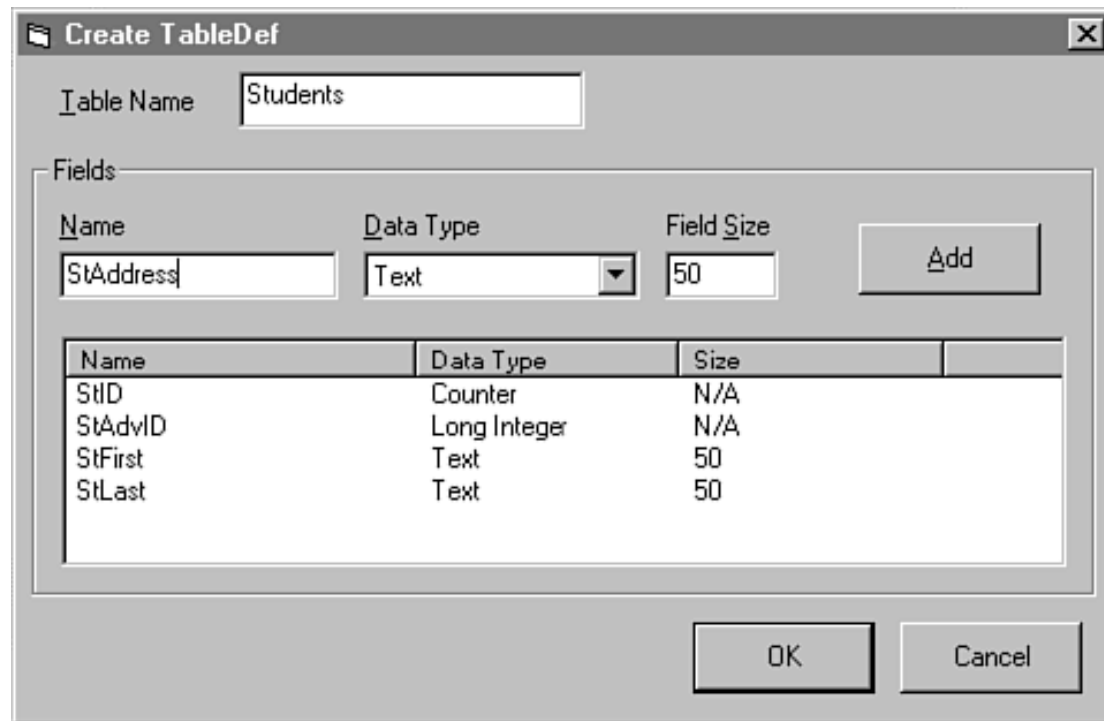 Create TableDef
Table Name Students
Fields
Name Data Type Field Size
StAddress Text 50 Add
Name Data Type Size
StID Counter N/A
StAdvID Long Integer N/A
StFirst Text 50
StLast Text 50
OK Cancel